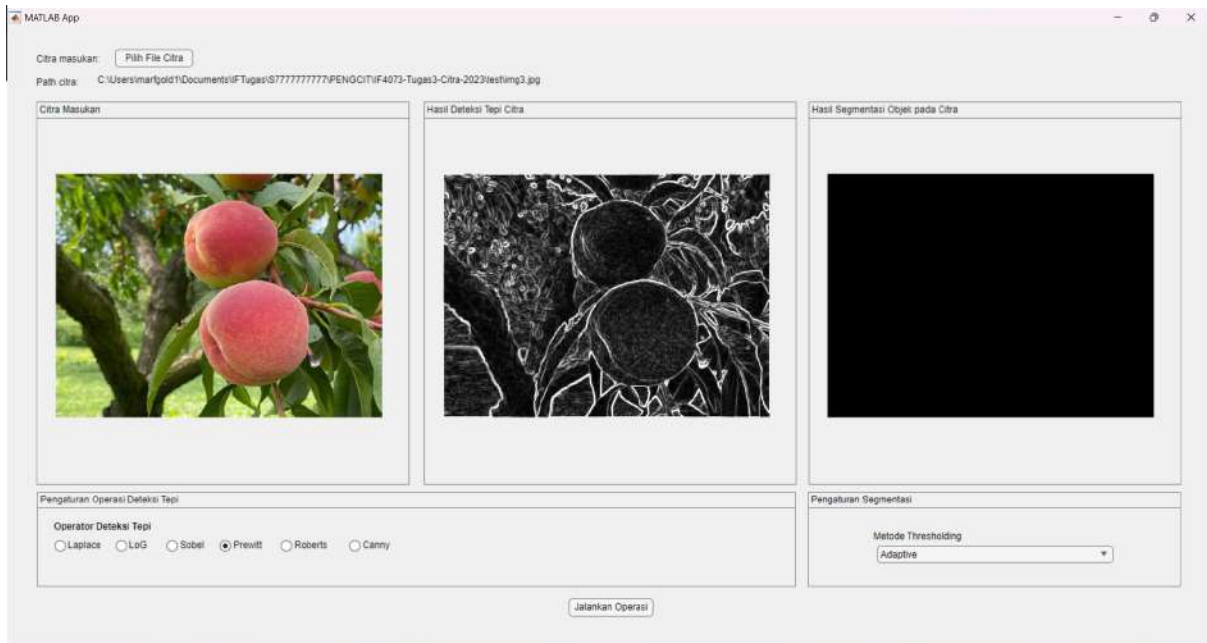 MATLAB App
Citra masukan: Pilih File Citra
Path citra: C:\Users\marfgold1\Documents\IFTugas\S7777777777\PENGCIT\IF4073-Tugas3-Citra-2023\test\img3.jpg
Citra Masukan
Hasil Deteksi Tepi Citra
Hasil Segmentasi Objek pada Citra
Pengaturan Operasi Deteksi Tepi
Pengaturan Segmentasi
Operator Deteksi Tepi
Laplace LoG Sobel Prewitt Roberts Canny
Metode Thresholding
Adaptive
Jalankan Operasi